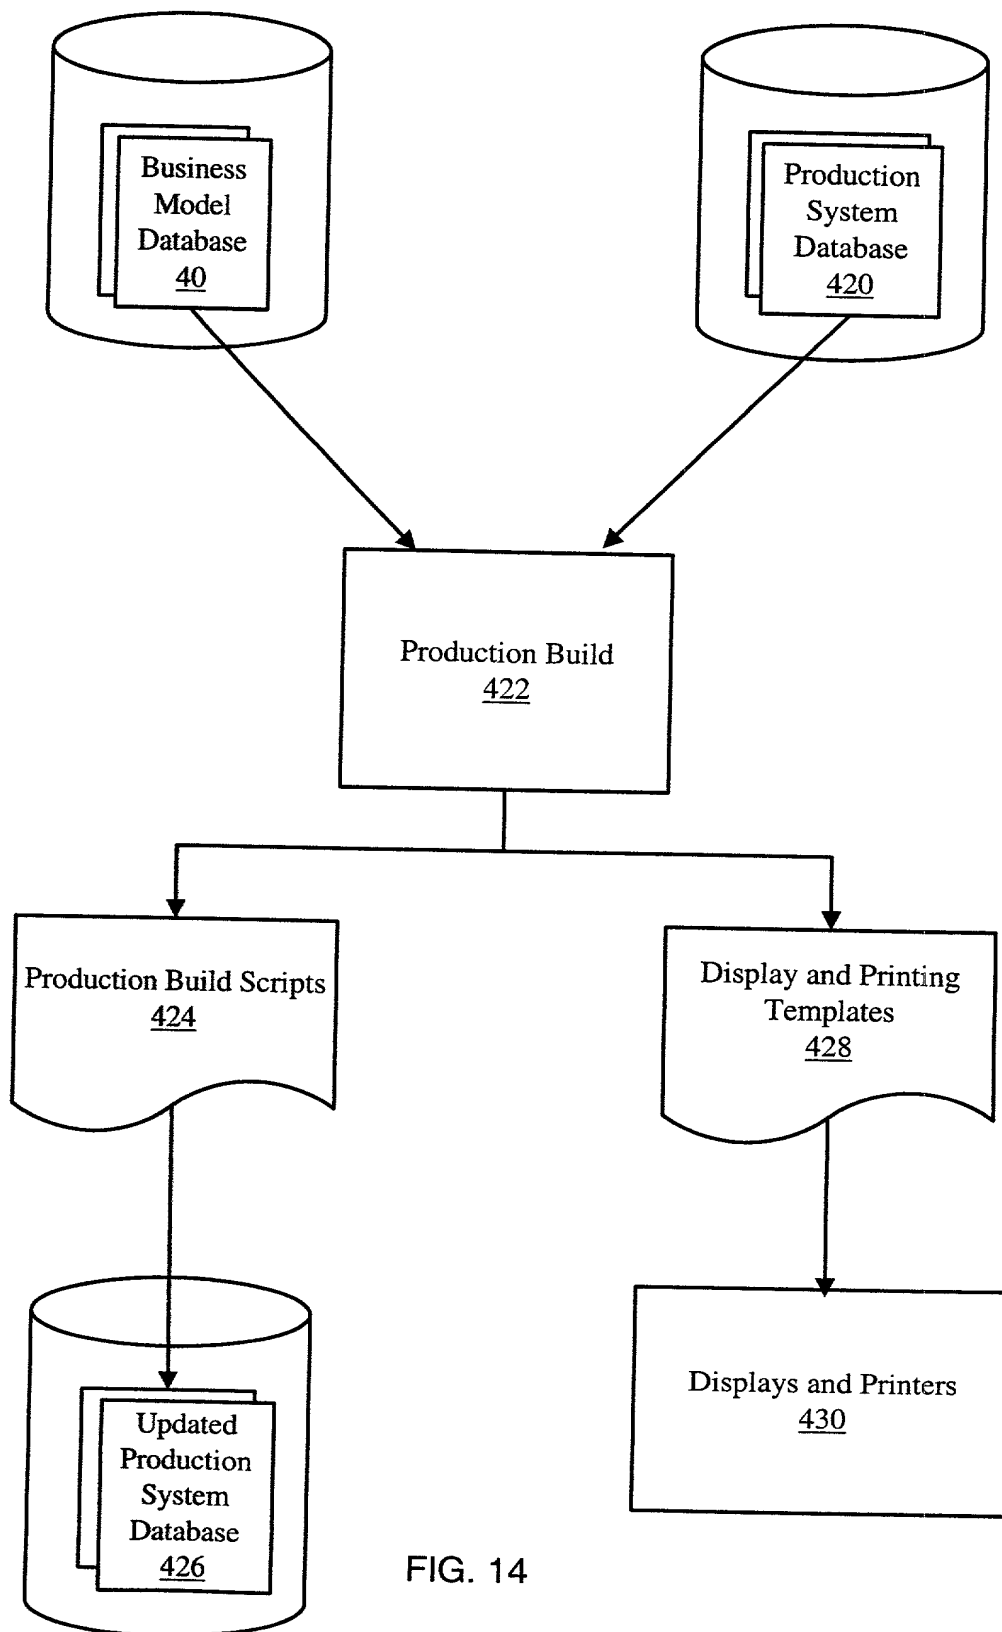 Business
Model
Database
40
Production
System
Database
420
Production Build
422
Production Build Scripts
424
Display and Printing
Templates
428
Displays and Printers
430
Updated
Production
System
Database
426
FIG. 14